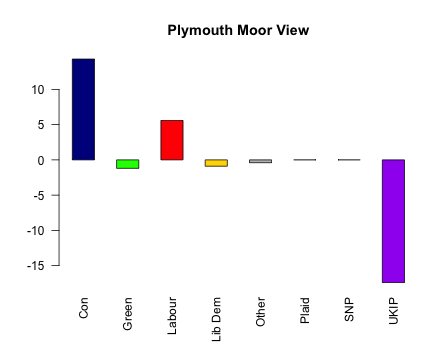 Plymouth Moor View
10
5
0
-5
-10
-15
Con
Green
Labour
Lib Dem
Other
Plaid
SNP
UKIP